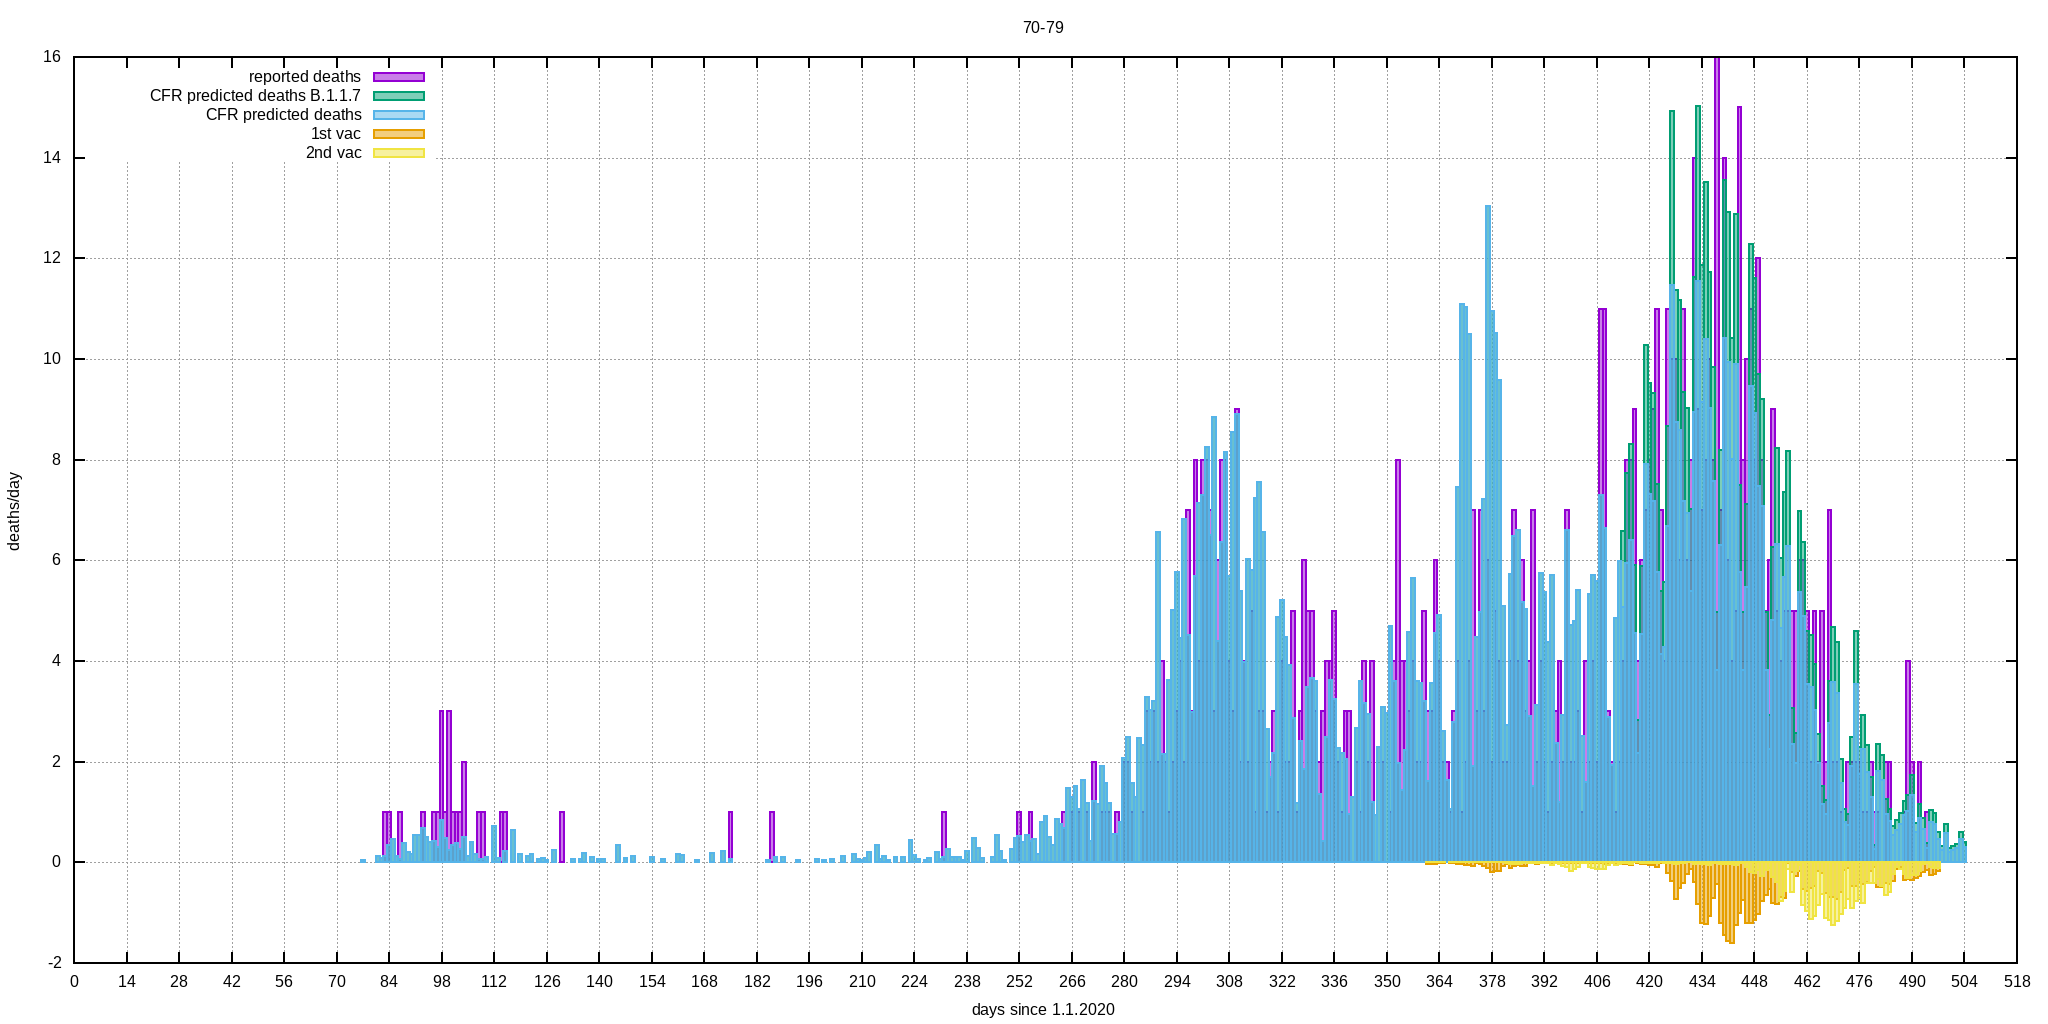 70-79
reported deaths
CFR predicted deaths B.1.1.7
CFR predicted deaths
1st vac
2nd vac
16
14
12
10
8
6
4
2
0
-2
deaths/day
0 14 28 42 56 70 84 98 112 126 140 154 168 182 196 210 224 238 252 266 280 294 308 322 336 350 364 378 392 406 420 434 448 462 476 490 504 518
days since 1.1.2020